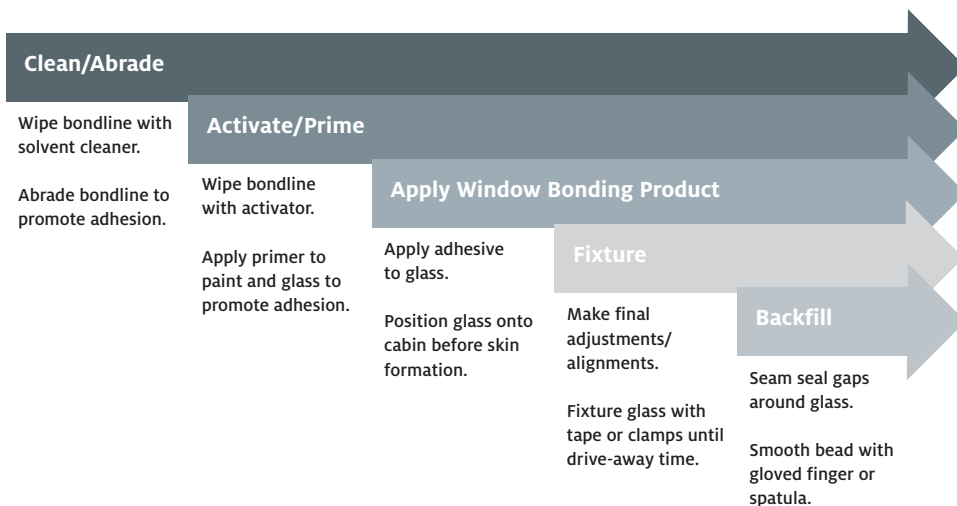 Clean/Abrade
Wipe bondline with
solvent cleaner.
Abrade bondline to
promote adhesion.
Activate/Prime
Wipe bondline
with activator.
Apply primer to
paint and glass to
promote adhesion.
Apply Window Bonding Product
Apply adhesive
to glass.
Position glass onto
cabin before skin
formation.
Fixture
Make final
adjustments/
alignments.
Fixture glass with
tape or clamps until
drive-away time.
Backfill
Seam seal gaps
around glass.
Smooth bead with
gloved finger or
spatula.